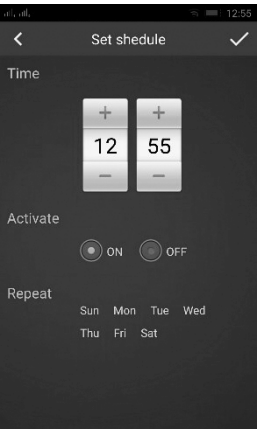 12:55
Set shedule
Time
+ +
12 55
− −
Activate
ON OFF
Repeat
Sun Mon Tue Wed
Thu Fri Sat